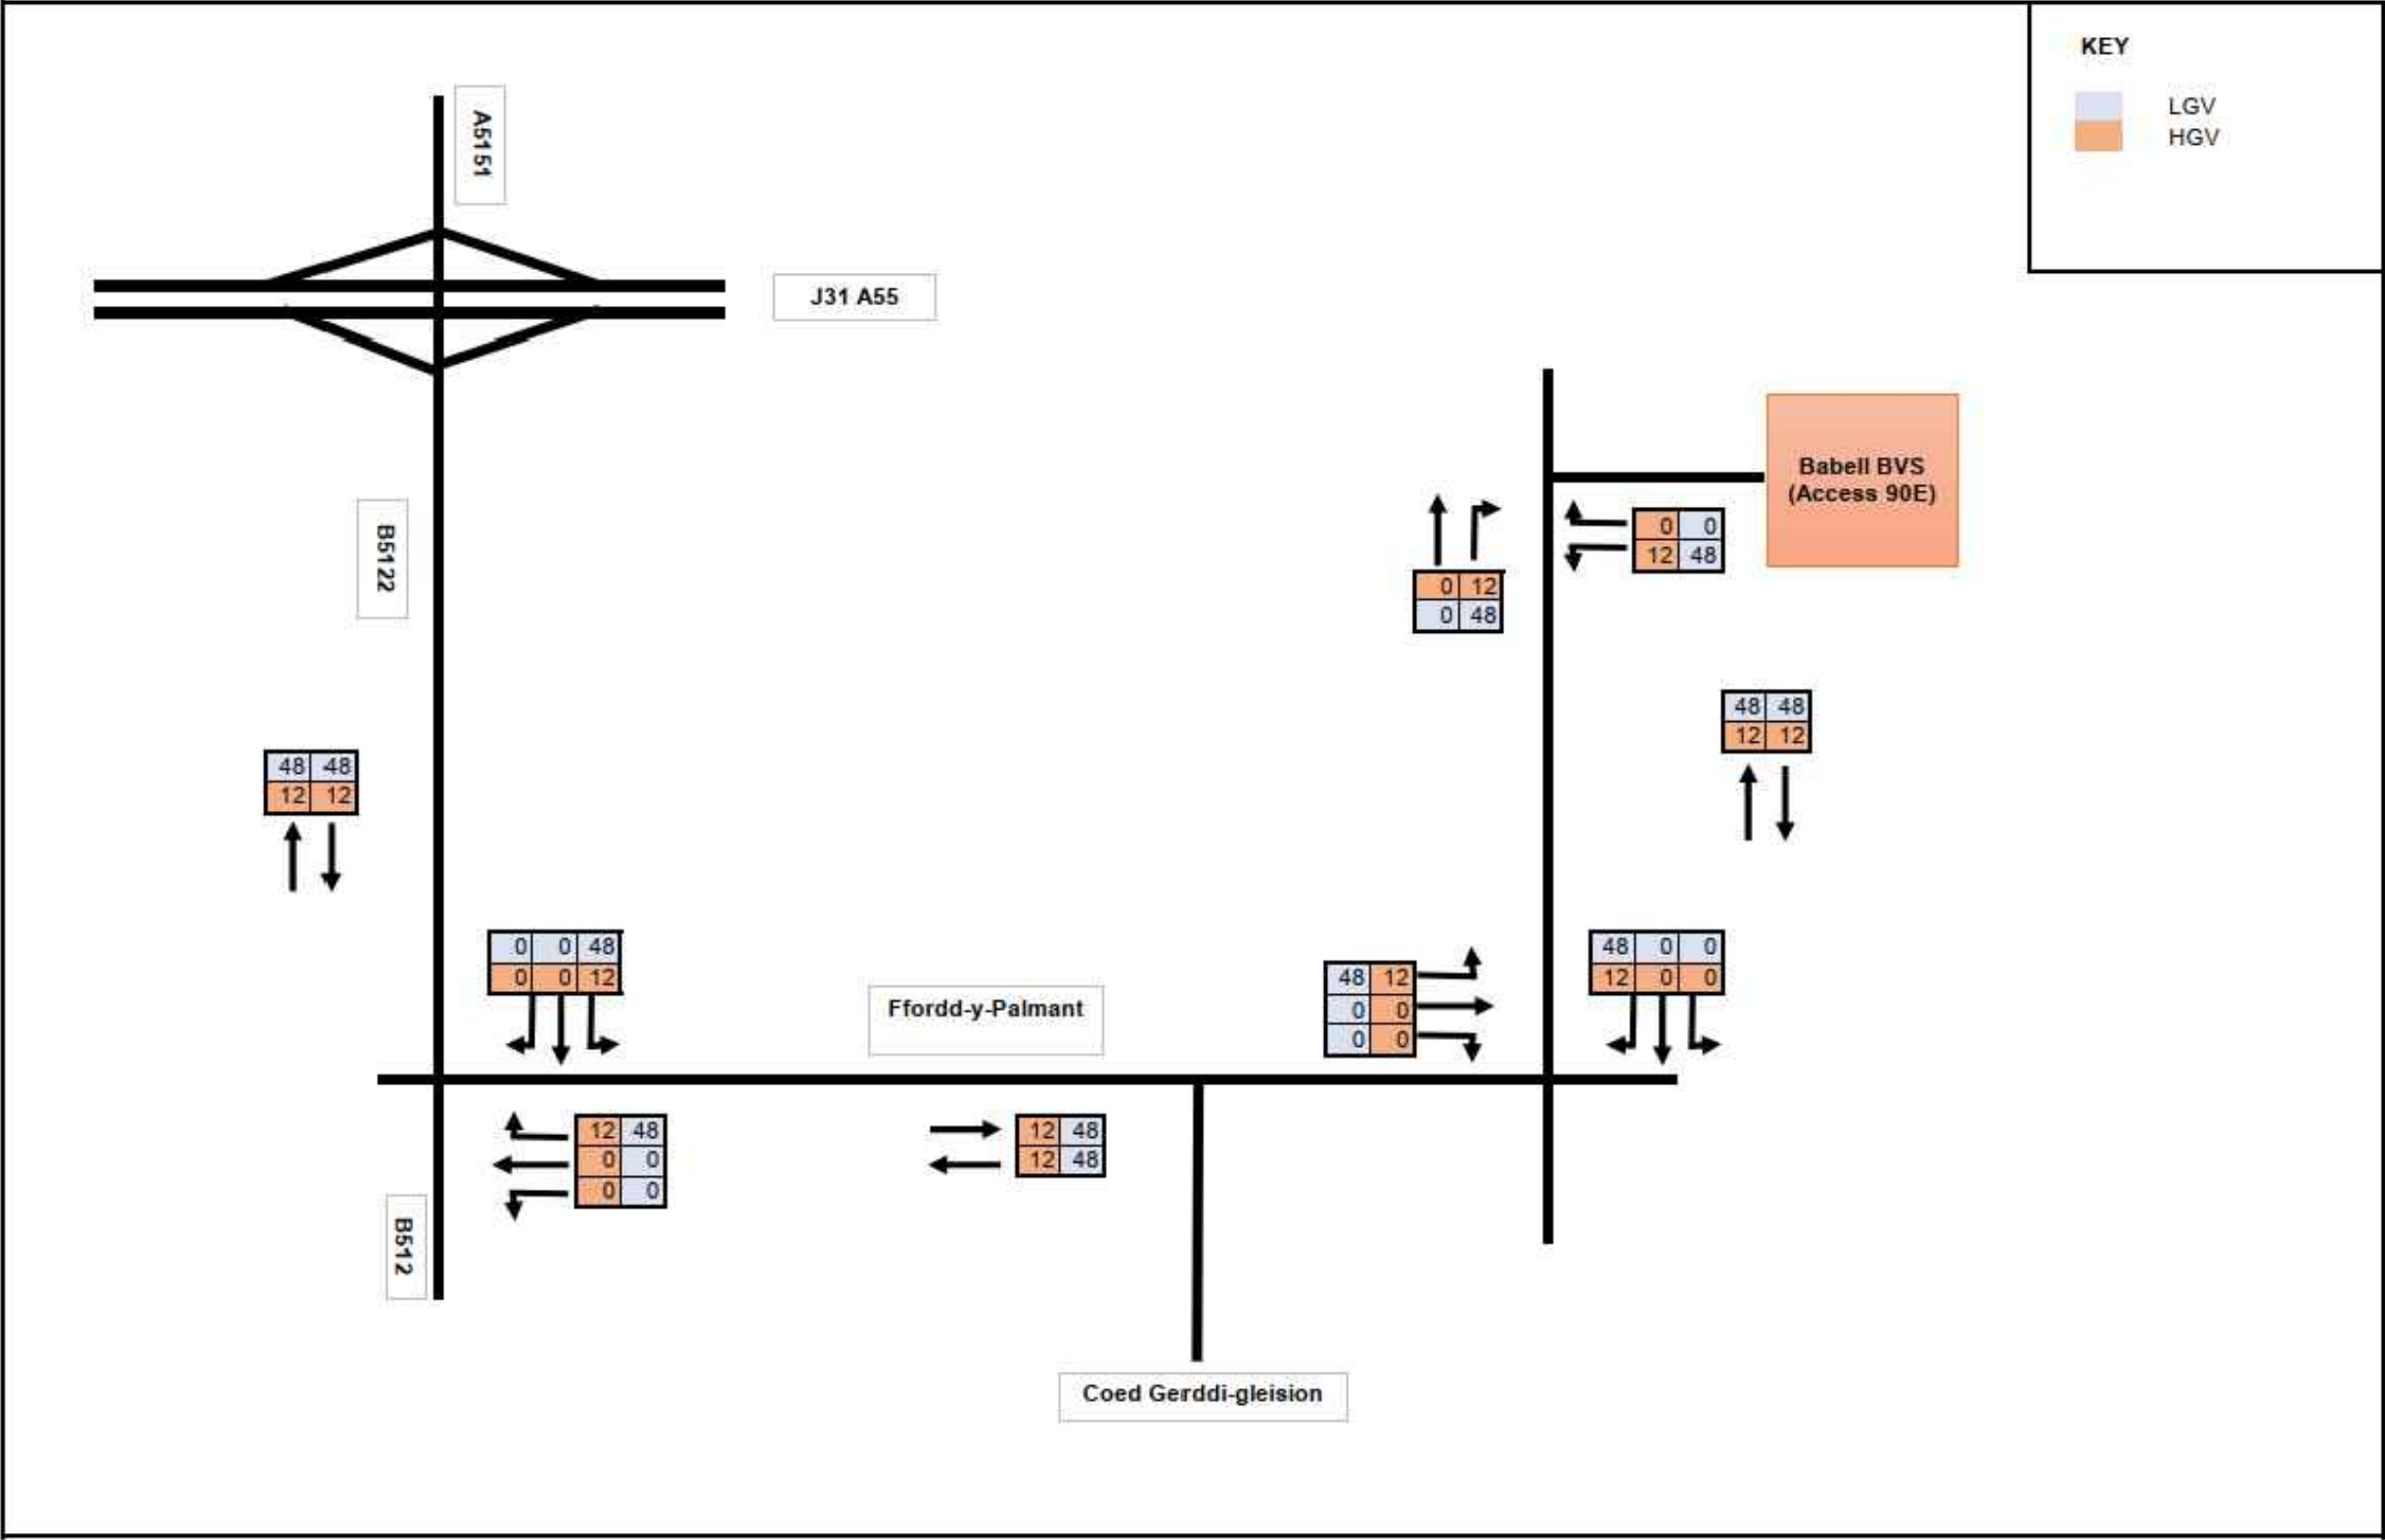 KEY
LGV
HGV
A5151
J31 A55
Babell BVS
(Access 90E)
B5122
0 0
12 48
0 12
0 48
48 48
12 12
48 48
12 12
0 0 48
0 0 12
48 12
0 0
0 0
48 0 0
12 0 0
Ffordd-y-Palmant
12 48
0 0
0 0
12 48
12 48
B512
Coed Gerddi-gleision